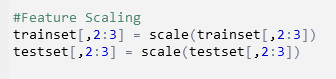 #Feature Scaling
trainset[,2:3] = scale(trainset[,2:3])
testset[,2:3] = scale(testset[,2:3])